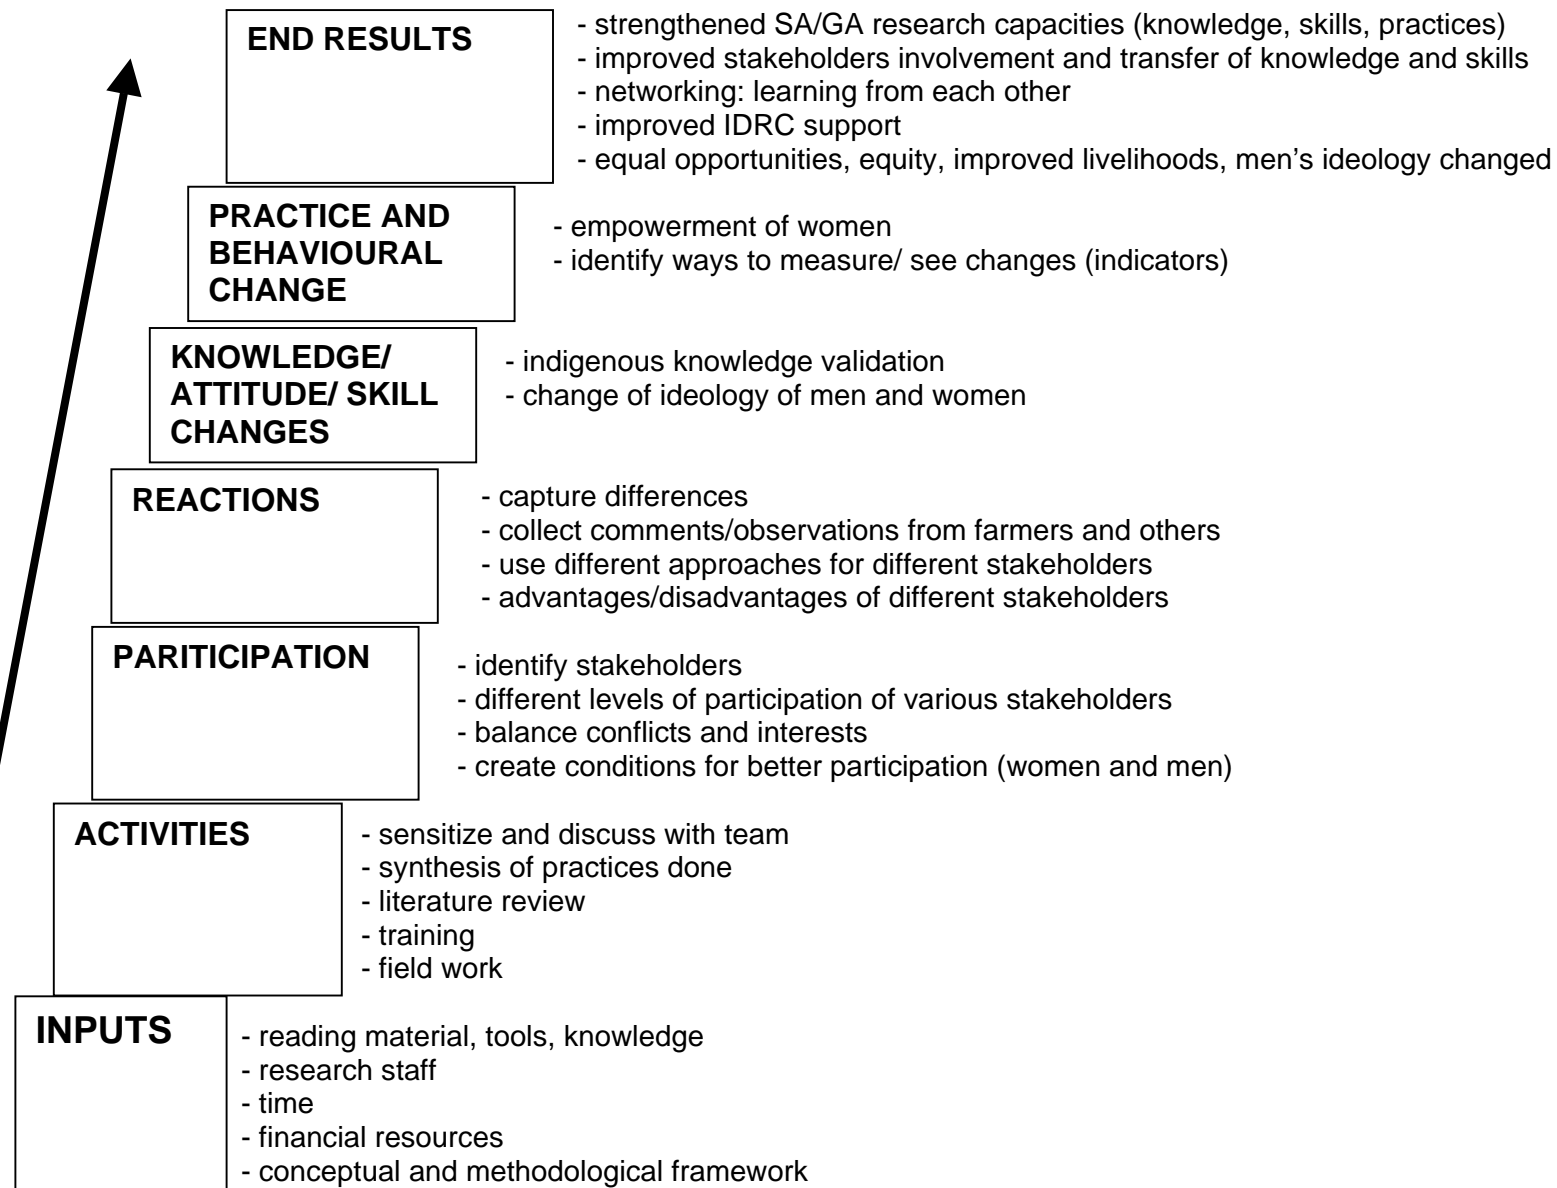 END RESULTS
- strengthened SA/GA research capacities (knowledge, skills, practices)
- improved stakeholders involvement and transfer of knowledge and skills
- networking: learning from each other
- improved IDRC support
- equal opportunities, equity, improved livelihoods, men’s ideology changed
PRACTICE AND
BEHAVIOURAL
CHANGE
- empowerment of women
- identify ways to measure/ see changes (indicators)
KNOWLEDGE/
ATTITUDE/ SKILL
CHANGES
- indigenous knowledge validation
- change of ideology of men and women
REACTIONS
- capture differences
- collect comments/observations from farmers and others
- use different approaches for different stakeholders
- advantages/disadvantages of different stakeholders
PARITICIPATION
- identify stakeholders
- different levels of participation of various stakeholders
- balance conflicts and interests
- create conditions for better participation (women and men)
ACTIVITIES
- sensitize and discuss with team
- synthesis of practices done
- literature review
- training
- field work
INPUTS
- reading material, tools, knowledge
- research staff
- time
- financial resources
- conceptual and methodological framework